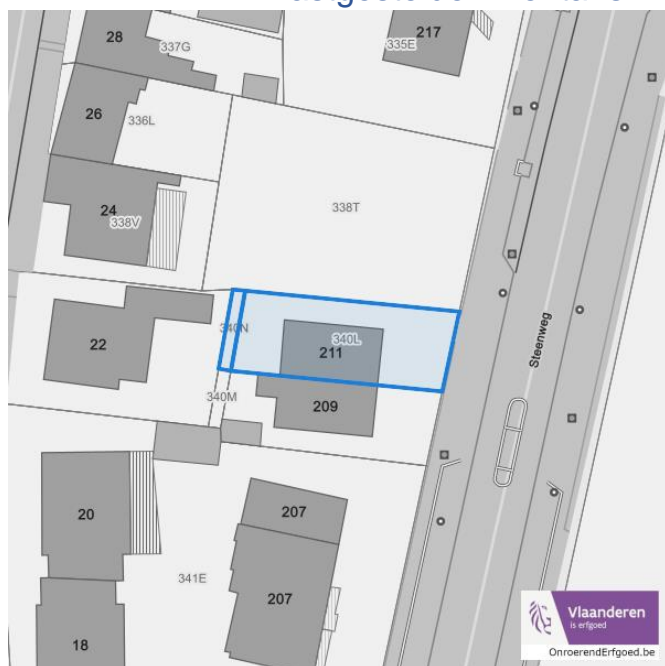 28
337G
335E
217
26
336L
24
338V
338T
22
340N
340L
211
Steenweg
340M
209
20
207
341E
207
18
Vlaanderen
is erfgoed
OnroerendErfgoed.be